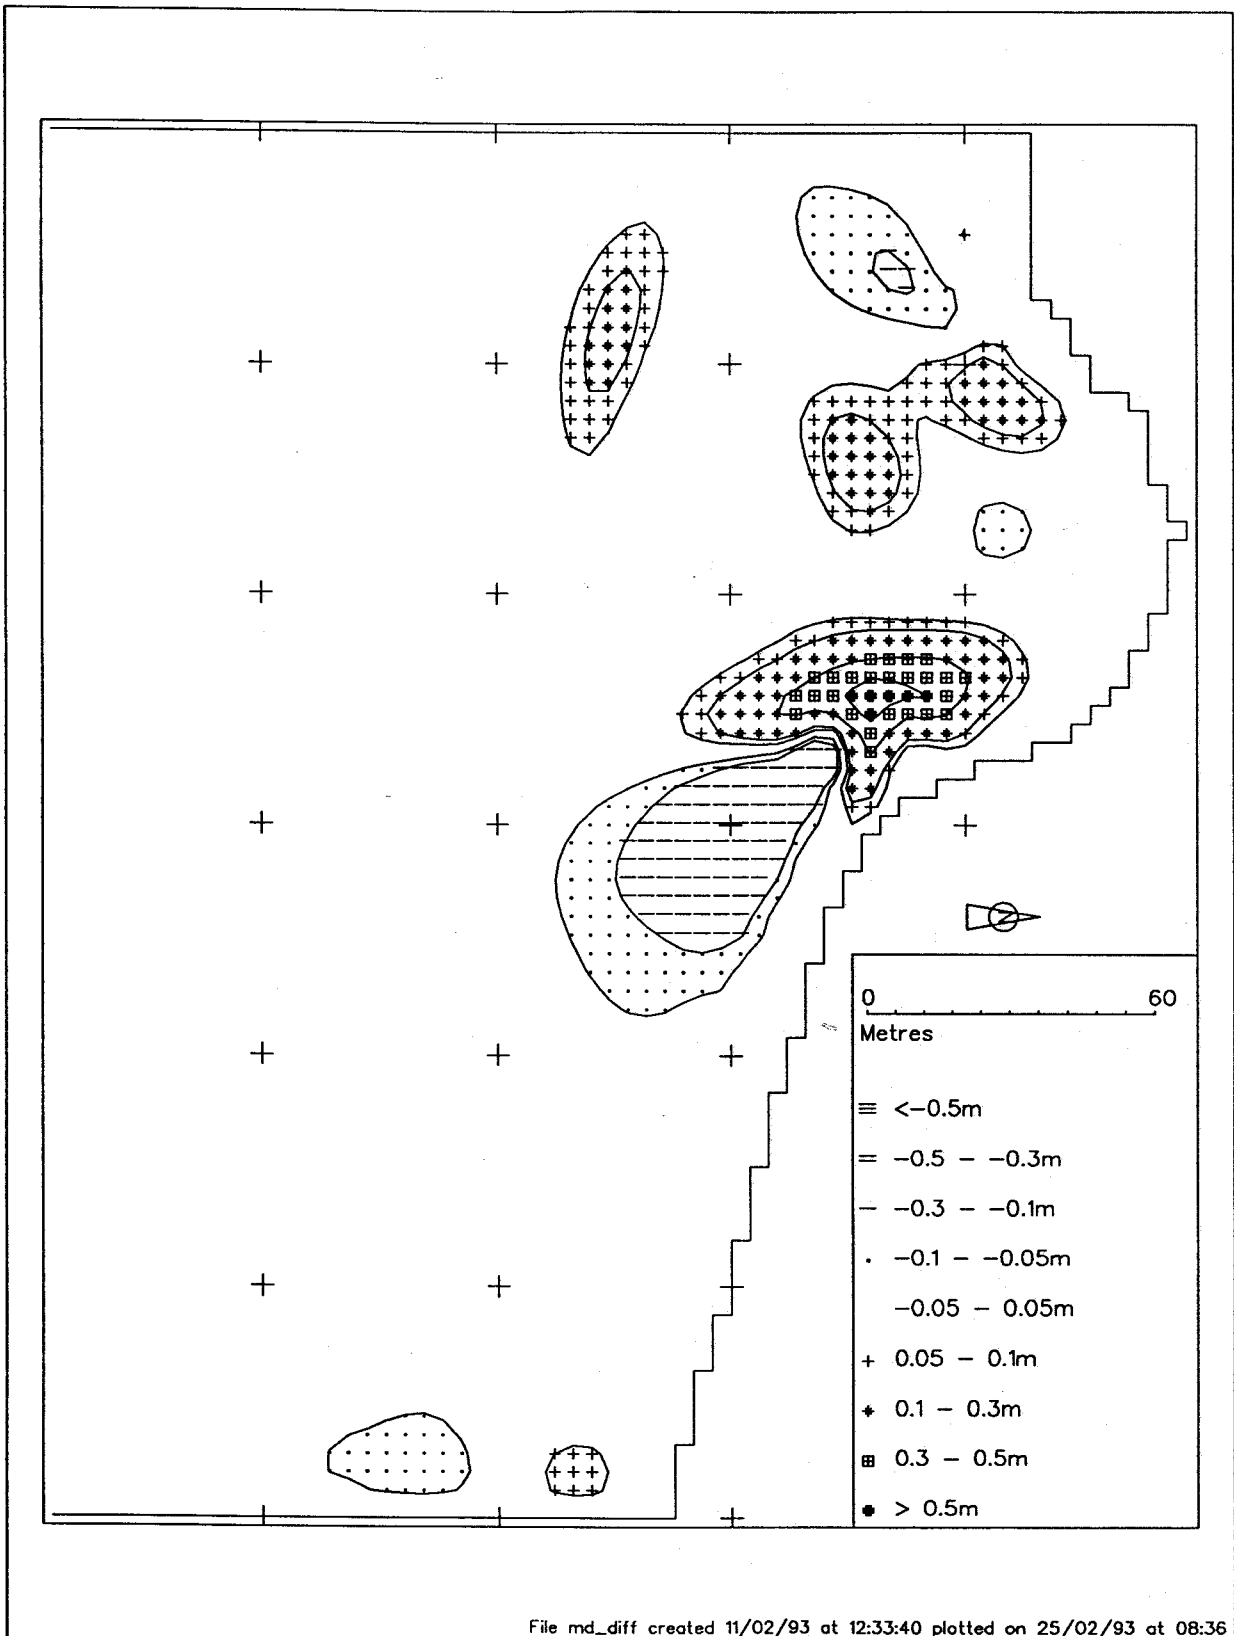 N
0 60
Metres
<-0.5m
-0.5 - -0.3m
-0.3 - -0.1m
-0.1 - -0.05m
-0.05 - 0.05m
0.05 - 0.1m
0.1 - 0.3m
0.3 - 0.5m
> 0.5m
File md_diff created 11/02/93 at 12:33:40 plotted on 25/02/93 at 08:36